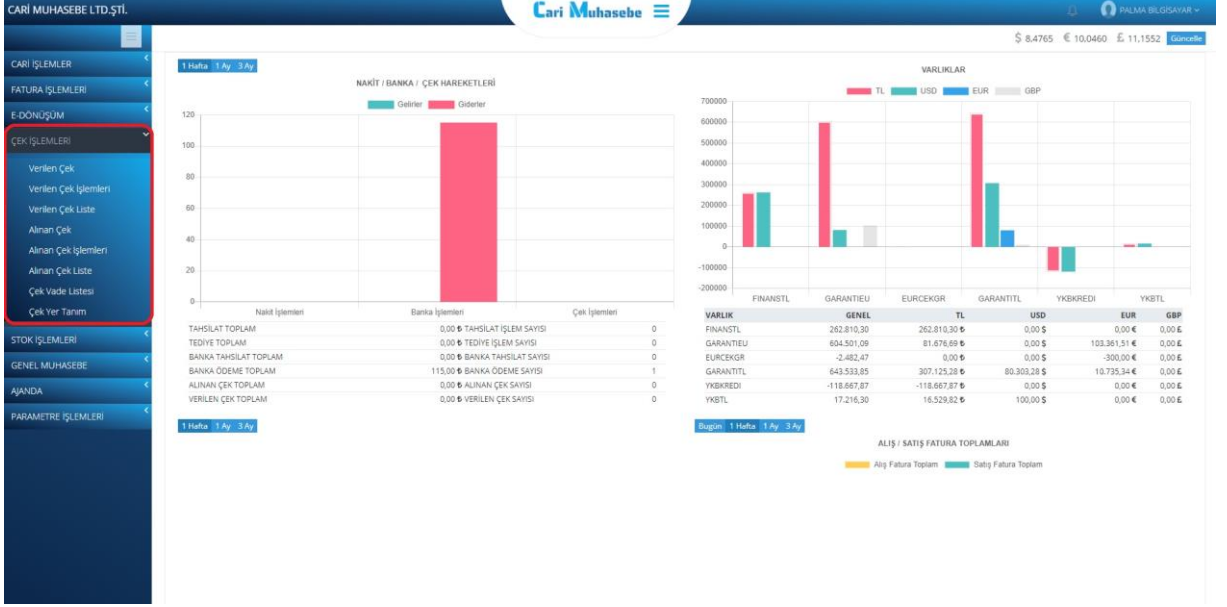 CARİ MUHASEBE LTD.ŞTİ.
Cari Muhasebe
PALMA BILGISAYAR
$ 8.4765 € 10.0460 £ 11.1552 Güncelle
CARİ İŞLEMLER
FATURA İŞLEMLERİ
E-DÖNÜŞÜM
ÇEK İŞLEMLERİ
Verilen Çek
Verilen Çek İşlemleri
Verilen Çek Liste
Alınan Çek
Alınan Çek İşlemleri
Alınan Çek Liste
Çek Vade Listesi
Çek Yer Tanım
STOK İŞLEMLERİ
GENEL MUHASEBE
AJANDA
PARAMETRE İŞLEMLERİ
1 Hafta 1 Ay 3 Ay
NAKİT / BANKA / ÇEK HAREKETLERİ
Gelirler Giderler
120
100
80
60
40
20
0
Nakit İşlemleri Banka İşlemleri Çek İşlemleri
TAHSİLAT TOPLAM 0,00 ₺ TAHSİLAT İŞLEM SAYISI 0
TEDİYE TOPLAM 0,00 ₺ TEDİYE İŞLEM SAYISI 0
BANKA TAHSİLAT TOPLAM 0,00 ₺ BANKA TAHSİLAT SAYISI 0
BANKA ÖDEME TOPLAM 115,00 ₺ BANKA ÖDEME SAYISI 1
ALINAN ÇEK TOPLAM 0,00 ₺ ALINAN ÇEK SAYISI 0
VERİLEN ÇEK TOPLAM 0,00 ₺ VERİLEN ÇEK SAYISI 0
1 Hafta 1 Ay 3 Ay
VARLIKLAR
TL USD EUR GBP
700000
600000
500000
400000
300000
200000
100000
0
-100000
-200000
FINANSTL GARANTIEU EURCEKGR GARANTITL YKBKREDI YKBTL
VARLIK GENEL TL USD EUR GBP
FINANSTL 262.810,30 262.810,30 ₺ 0,00 $ 0,00 € 0,00 £
GARANTIEU 604.501,09 81.676,69 ₺ 0,00 $ 103.361,51 € 0,00 £
EURCEKGR -2.482,47 0,00 ₺ 0,00 $ -300,00 € 0,00 £
GARANTITL 643.533,85 307.125,28 ₺ 80.303,28 $ 10.735,34 € 0,00 £
YKBKREDI -118.667,87 -118.667,87 ₺ 0,00 $ 0,00 € 0,00 £
YKBTL 17.216,30 16.529,82 ₺ 100,00 $ 0,00 € 0,00 £
Bugün 1 Hafta 1 Ay 3 Ay
ALIŞ / SATIŞ FATURA TOPLAMLARI
Alış Fatura Toplam Satış Fatura Toplam